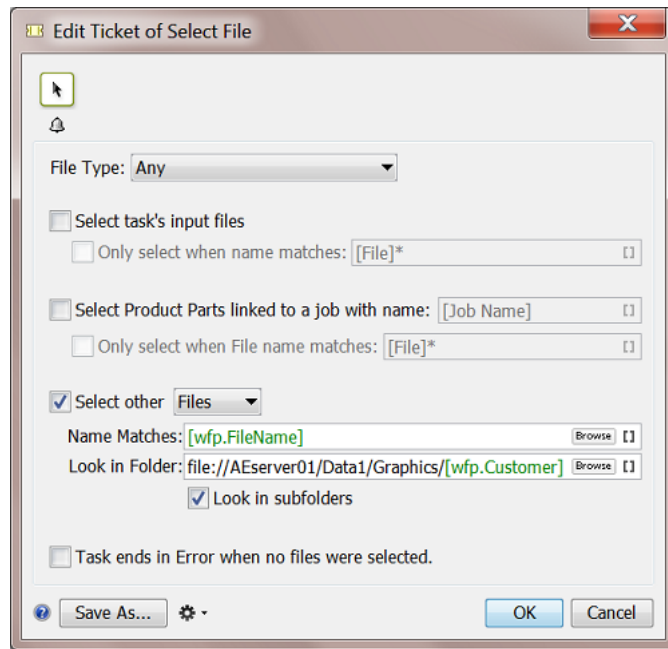 Edit Ticket of Select File
File Type: Any
Select task's input files
Only select when name matches: [File]*
Select Product Parts linked to a job with name: [Job Name]
Only select when File name matches: [File]*
Select other Files
Name Matches: [wfp.FileName] Browse []
Look in Folder: file://AEserver01/Data1/Graphics/[wfp.Customer] Browse []
Look in subfolders
Task ends in Error when no files were selected.
? Save As... OK Cancel